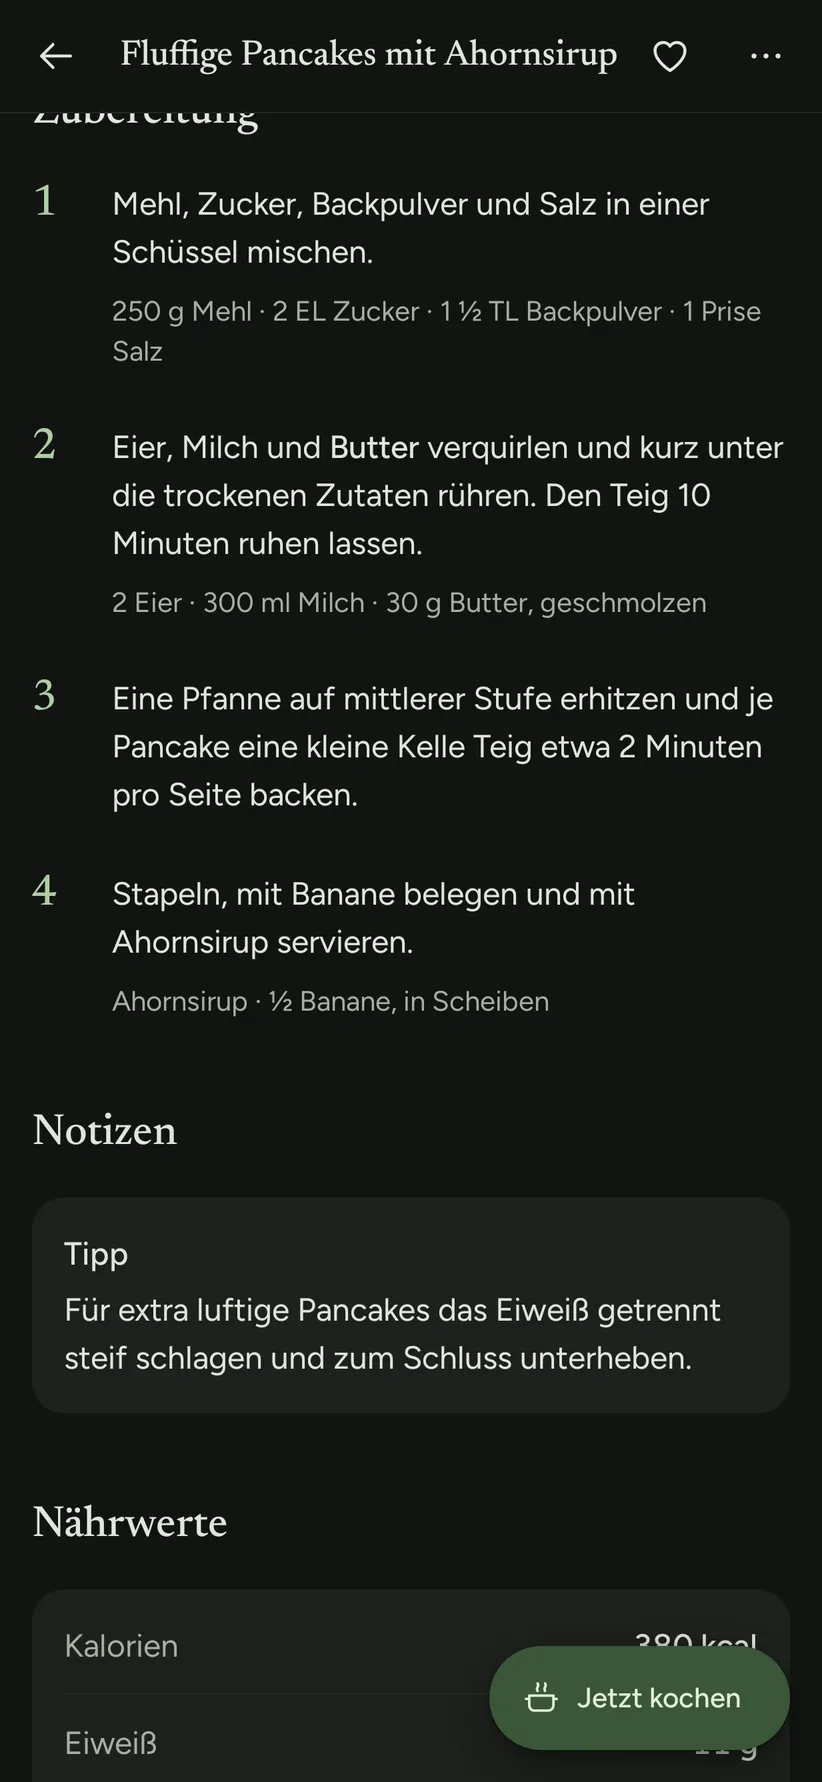 Fluffige Pancakes mit Ahornsirup
Zubereitung
1
Mehl, Zucker, Backpulver und Salz in einer
Schüssel mischen.
250 g Mehl · 2 EL Zucker · 1 ½ TL Backpulver · 1 Prise
Salz
2
Eier, Milch und Butter verquirlen und kurz unter
die trockenen Zutaten rühren. Den Teig 10
Minuten ruhen lassen.
2 Eier · 300 ml Milch · 30 g Butter, geschmolzen
3
Eine Pfanne auf mittlerer Stufe erhitzen und je
Pancake eine kleine Kelle Teig etwa 2 Minuten
pro Seite backen.
4
Stapeln, mit Banane belegen und mit
Ahornsirup servieren.
Ahornsirup · ½ Banane, in Scheiben
Notizen
Tipp
Für extra luftige Pancakes das Eiweiß getrennt
steif schlagen und zum Schluss unterheben.
Nährwerte
Kalorien 380 kcal
Jetzt kochen
Eiweiß g